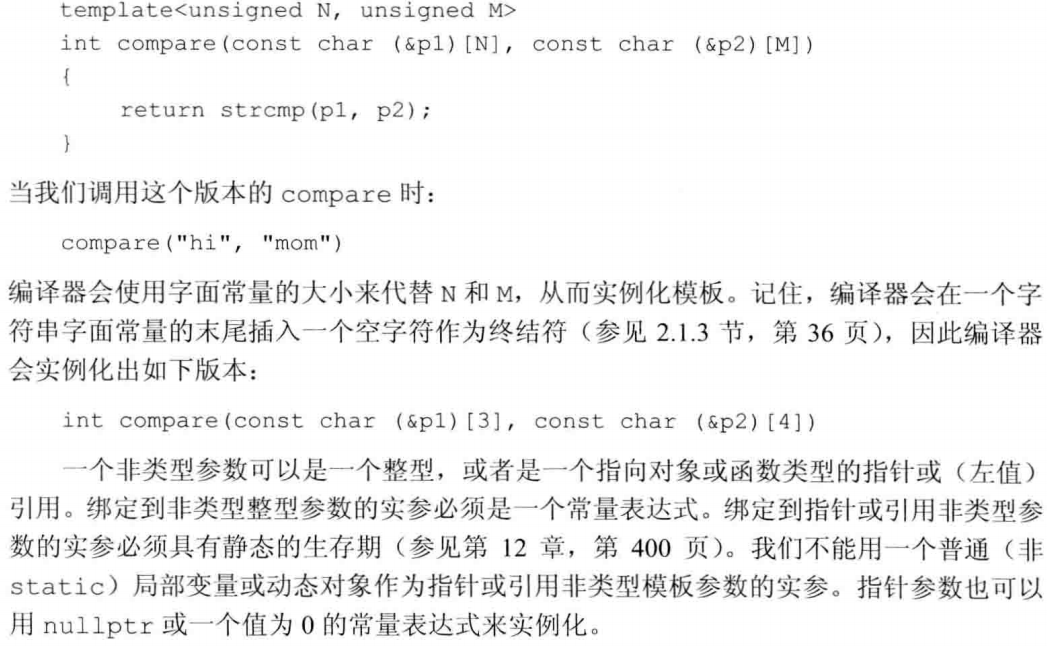 template<unsigned N, unsigned M>
int compare(const char (&p1)[N], const char (&p2)[M])
{
    return strcmp(p1, p2);
}
当我们调用这个版本的 compare 时：
compare("hi", "mom")
编译器会使用字面常量的大小来代替 N 和 M，从而实例化模板。记住，编译器会在一个字
符串字面常量的末尾插入一个空字符作为终结符（参见 2.1.3 节，第 36 页），因此编译器
会实例化出如下版本：
int compare(const char (&p1)[3], const char (&p2)[4])
一个非类型参数可以是一个整型，或者是一个指向对象或函数类型的指针或（左值）
引用。绑定到非类型整型参数的实参必须是一个常量表达式。绑定到指针或引用非类型参
数的实参必须具有静态的生存期（参见第 12 章，第 400 页）。我们不能用一个普通（非
static）局部变量或动态对象作为指针或引用非类型模板参数的实参。指针参数也可以
用 nullptr 或一个值为 0 的常量表达式来实例化。